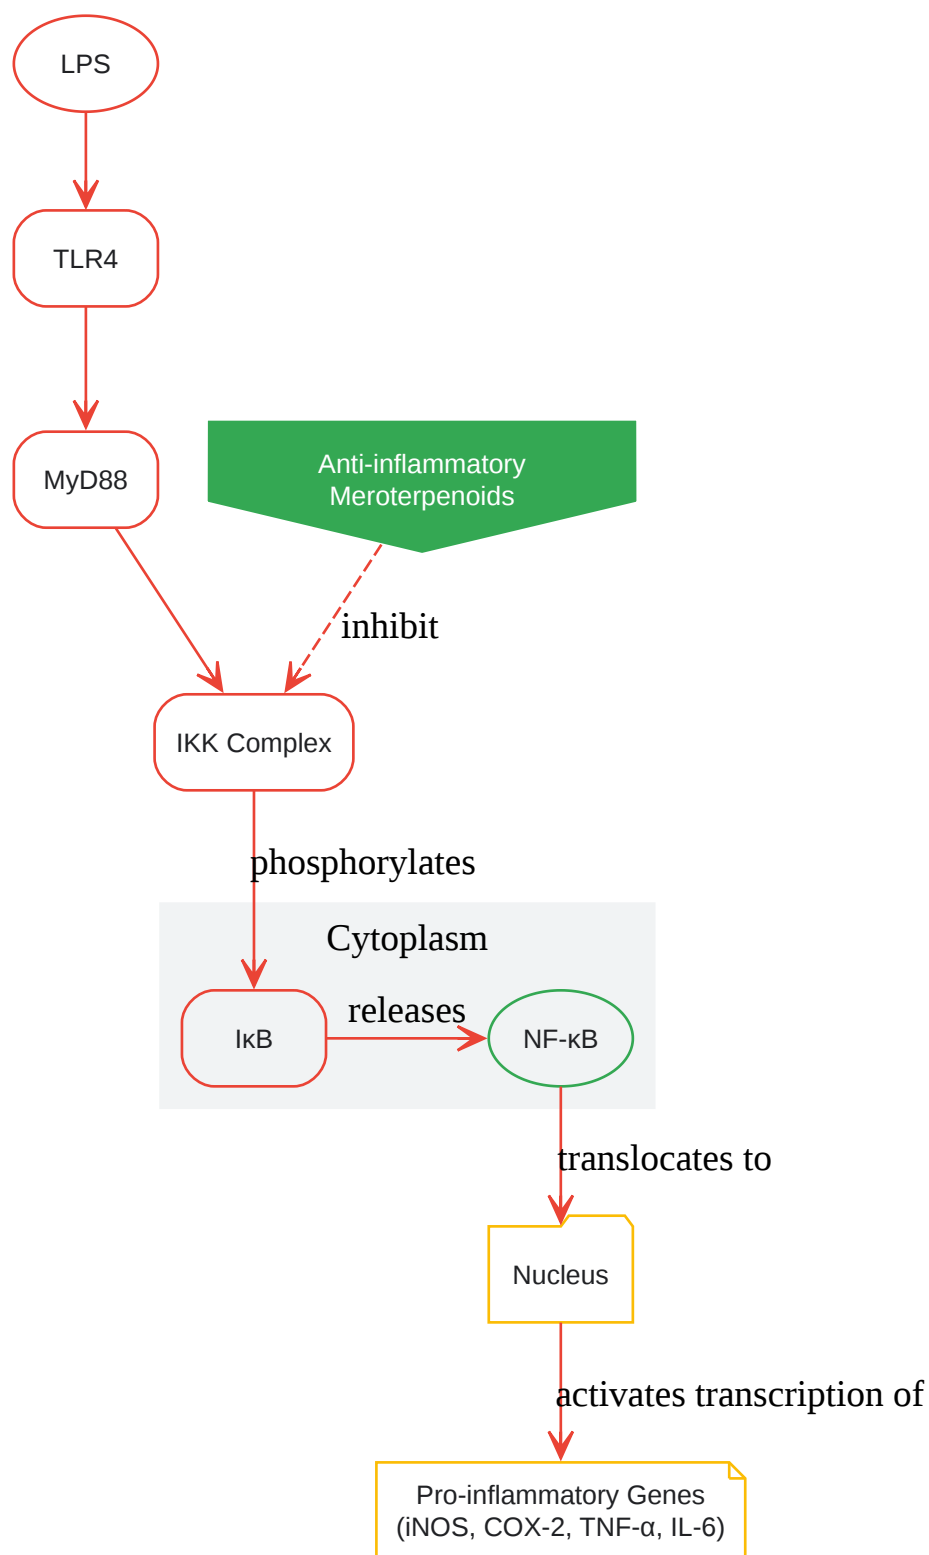 LPS
TLR4
MyD88
Anti-inflammatory
Meroterpenoids
inhibit
IKK Complex
phosphorylates
Cytoplasm
IκB
releases
NF-κB
translocates to
Nucleus
activates transcription of
Pro-inflammatory Genes
(iNOS, COX-2, TNF-α, IL-6)